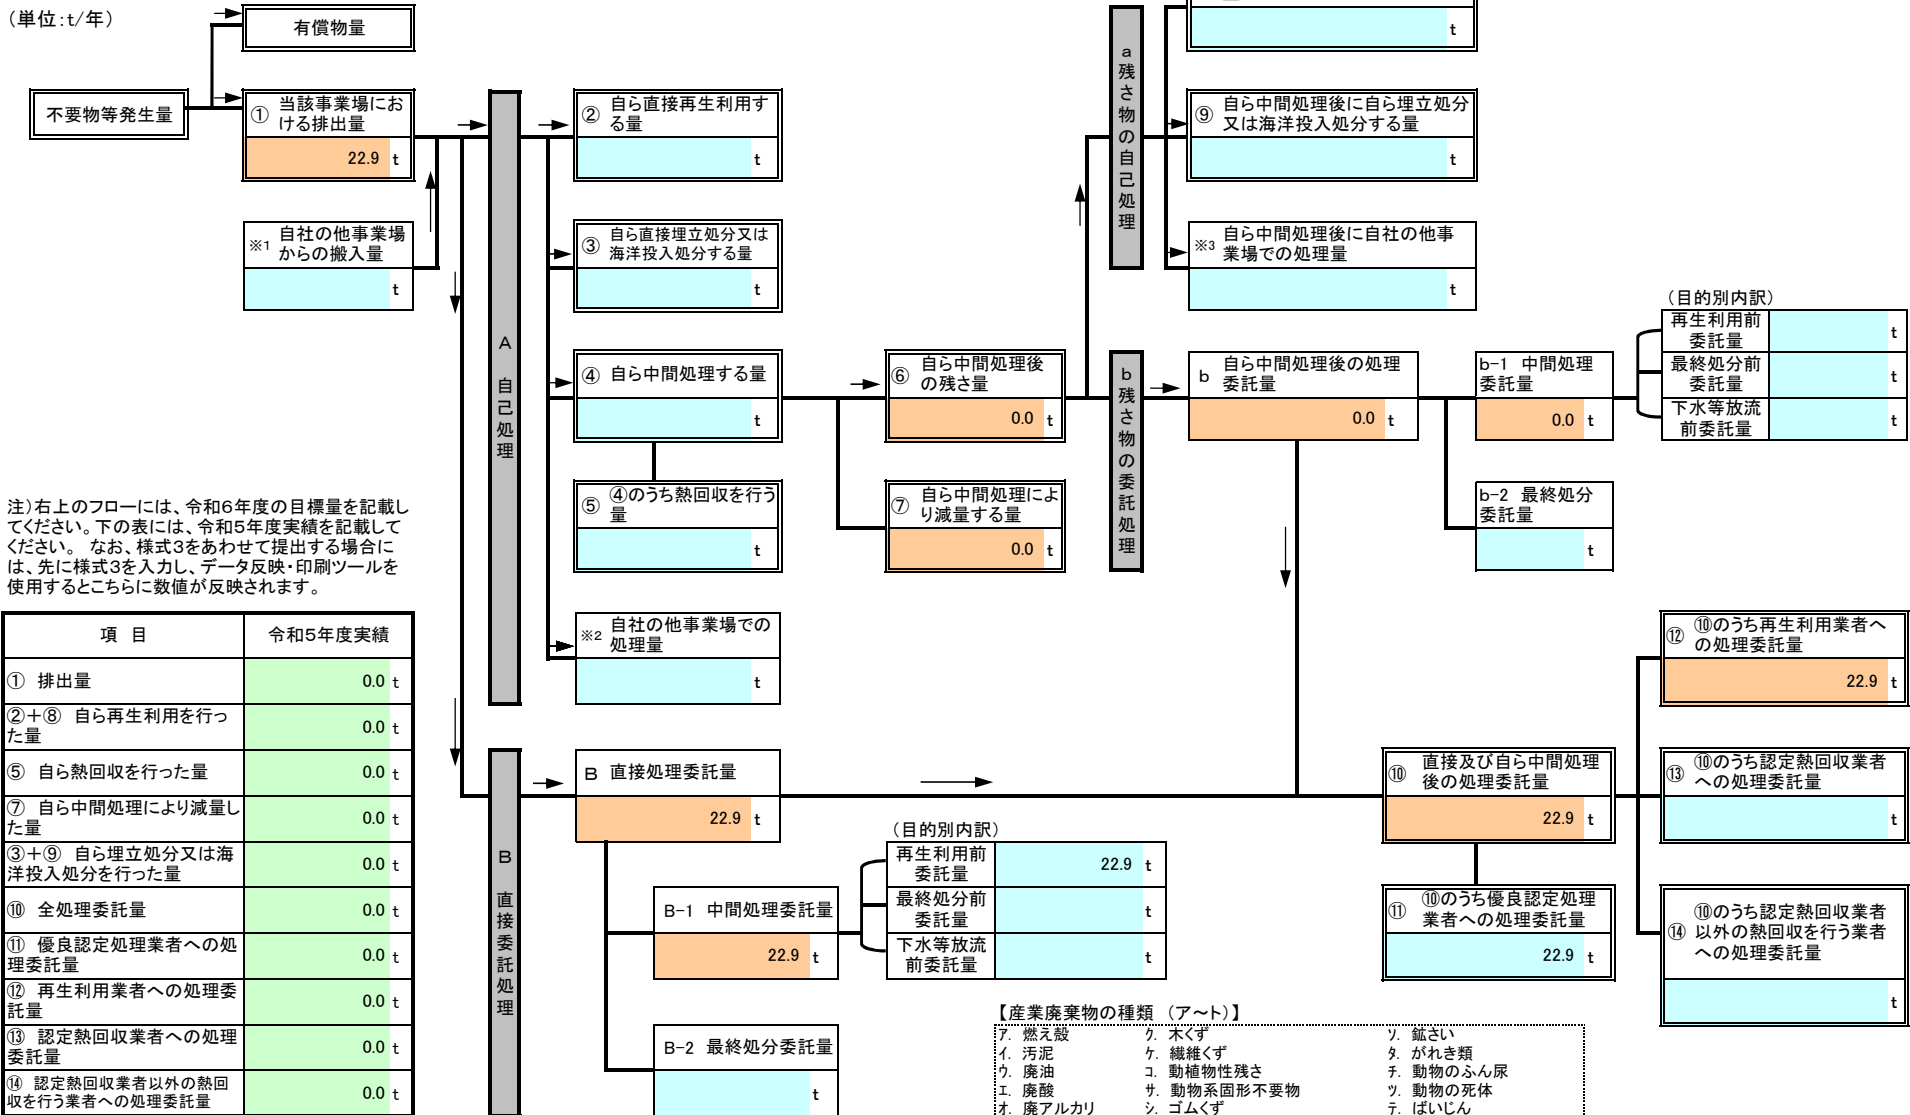 (単位:t/年)
有償物量
不要物等発生量
① 当該事業場にお
ける排出量
22.9 t
※1 自社の他事業場
からの搬入量
t
A
自己処理
② 自ら直接再生利用す
る量
t
③ 自ら直接埋立処分又は
海洋投入処分する量
t
④ 自ら中間処理する量
t
⑤ ④のうち熱回収を行う
量
t
※2 自社の他事業場での
処理量
t
⑥ 自ら中間処理後
の残さ量
0.0 t
⑦ 自ら中間処理によ
り減量する量
0.0 t
a
残さ物の自己処理
t
⑨ 自ら中間処理後に自ら埋立処分
又は海洋投入処分する量
t
※3 自ら中間処理後に自社の他事
業場での処理量
t
b
残さ物の委託処理
b 自ら中間処理後の処理
委託量
0.0 t
b-1 中間処理
委託量
0.0 t
(目的別内訳)
再生利用前
委託量
t
最終処分前
委託量
t
下水等放流
前委託量
t
b-2 最終処分
委託量
t
注)右上のフローには、令和6年度の目標量を記載し
てください。下の表には、令和5年度実績を記載して
ください。 なお、様式3をあわせて提出する場合に
は、先に様式3を入力し、データ反映・印刷ツールを
使用するとこちらに数値が反映されます。
項 目 令和5年度実績
① 排出量 0.0 t
②+⑧ 自ら再生利用を行っ
た量 0.0 t
⑤ 自ら熱回収を行った量 0.0 t
⑦ 自ら中間処理により減量し
た量 0.0 t
③+⑨ 自ら埋立処分又は海
洋投入処分を行った量 0.0 t
⑩ 全処理委託量 0.0 t
⑪ 優良認定処理業者への処
理委託量 0.0 t
⑫ 再生利用業者への処理委
託量 0.0 t
⑬ 認定熱回収業者への処理
委託量 0.0 t
⑭ 認定熱回収業者以外の熱回
収を行う業者への処理委託量 0.0 t
B
直接委託処理
B 直接処理委託量
22.9 t
B-1 中間処理委託量
22.9 t
(目的別内訳)
再生利用前
委託量
22.9 t
最終処分前
委託量
t
下水等放流
前委託量
t
B-2 最終処分委託量
t
⑩ 直接及び自ら中間処理
後の処理委託量
22.9 t
⑪ ⑩のうち優良認定処理
業者への処理委託量
22.9 t
⑫ ⑩のうち再生利用業者へ
の処理委託量
22.9 t
⑬ ⑩のうち認定熱回収業者
への処理委託量
t
⑭ ⑩のうち認定熱回収業者
以外の熱回収を行う業者
への処理委託量
t
【産業廃棄物の種類 (ア~ト)】
ア. 燃え殻 ク. 木くず ソ. 鉱さい
イ. 汚泥 ケ. 繊維くず タ. がれき類
ウ. 廃油 コ. 動植物性残さ チ. 動物のふん尿
エ. 廃酸 サ. 動物系固形不要物 ツ. 動物の死体
オ. 廃アルカリ シ. ゴムくず テ. ばいじん